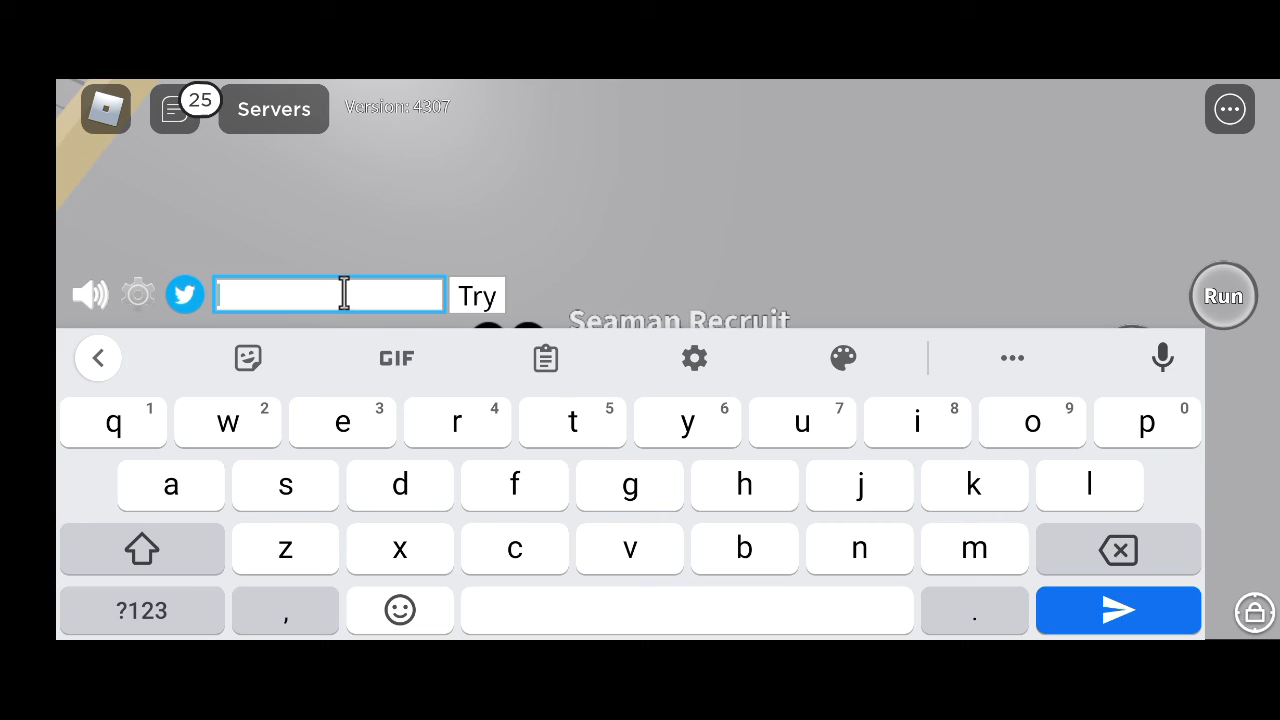 25 Servers Version: 4307
Try
Run
Seaman Recruit
GIF
q 1 w 2 e 3 r 4 t 5 y 6 u 7 i 8 o 9 p 0
a s d f g h j k l
z x c v b n m
?123 , .